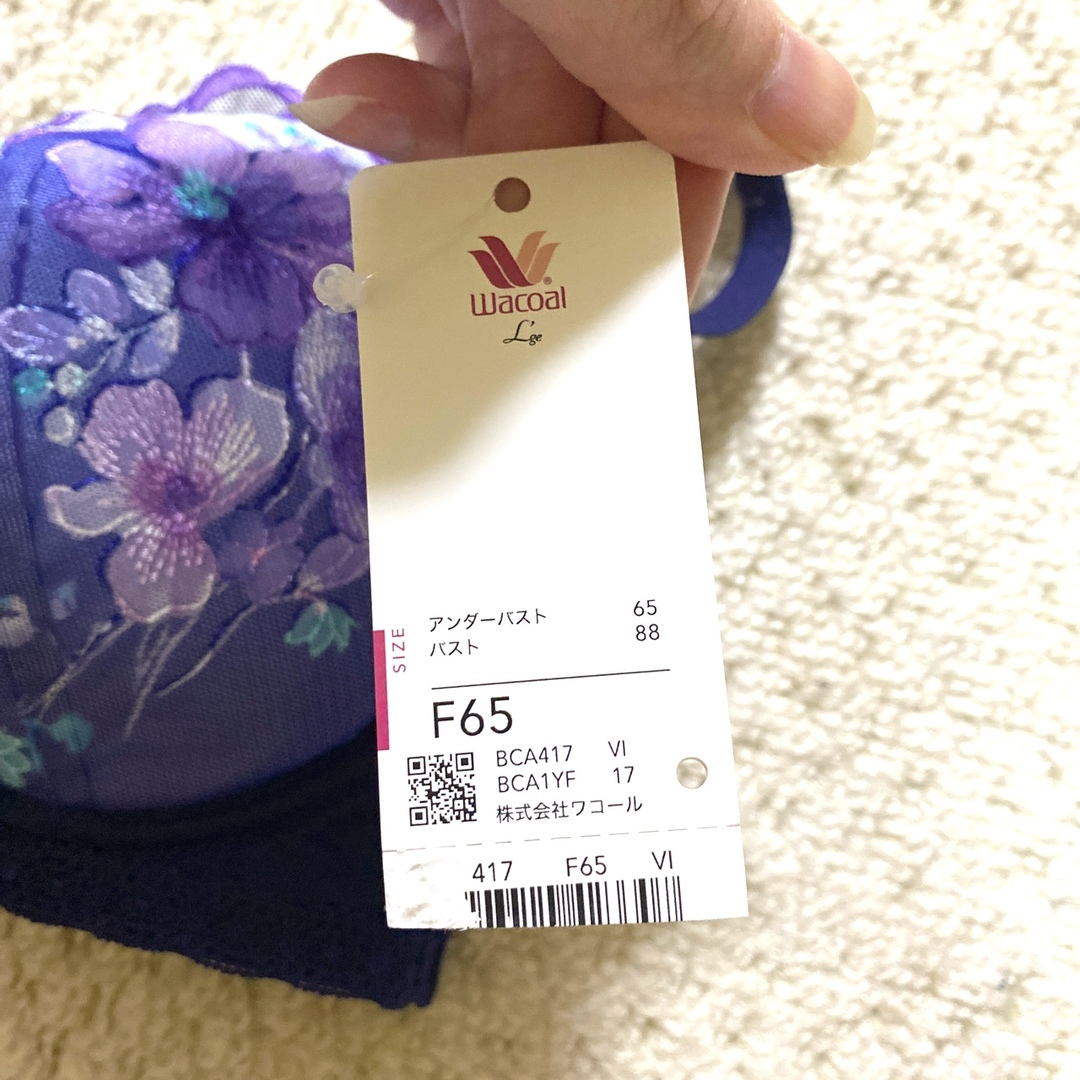 Wacoal®
L'ge
SIZE
アンダーバスト 65
バスト 88
F65
BCA417 VI
BCA1YF 17
株式会社ワコール
417 F65 VI